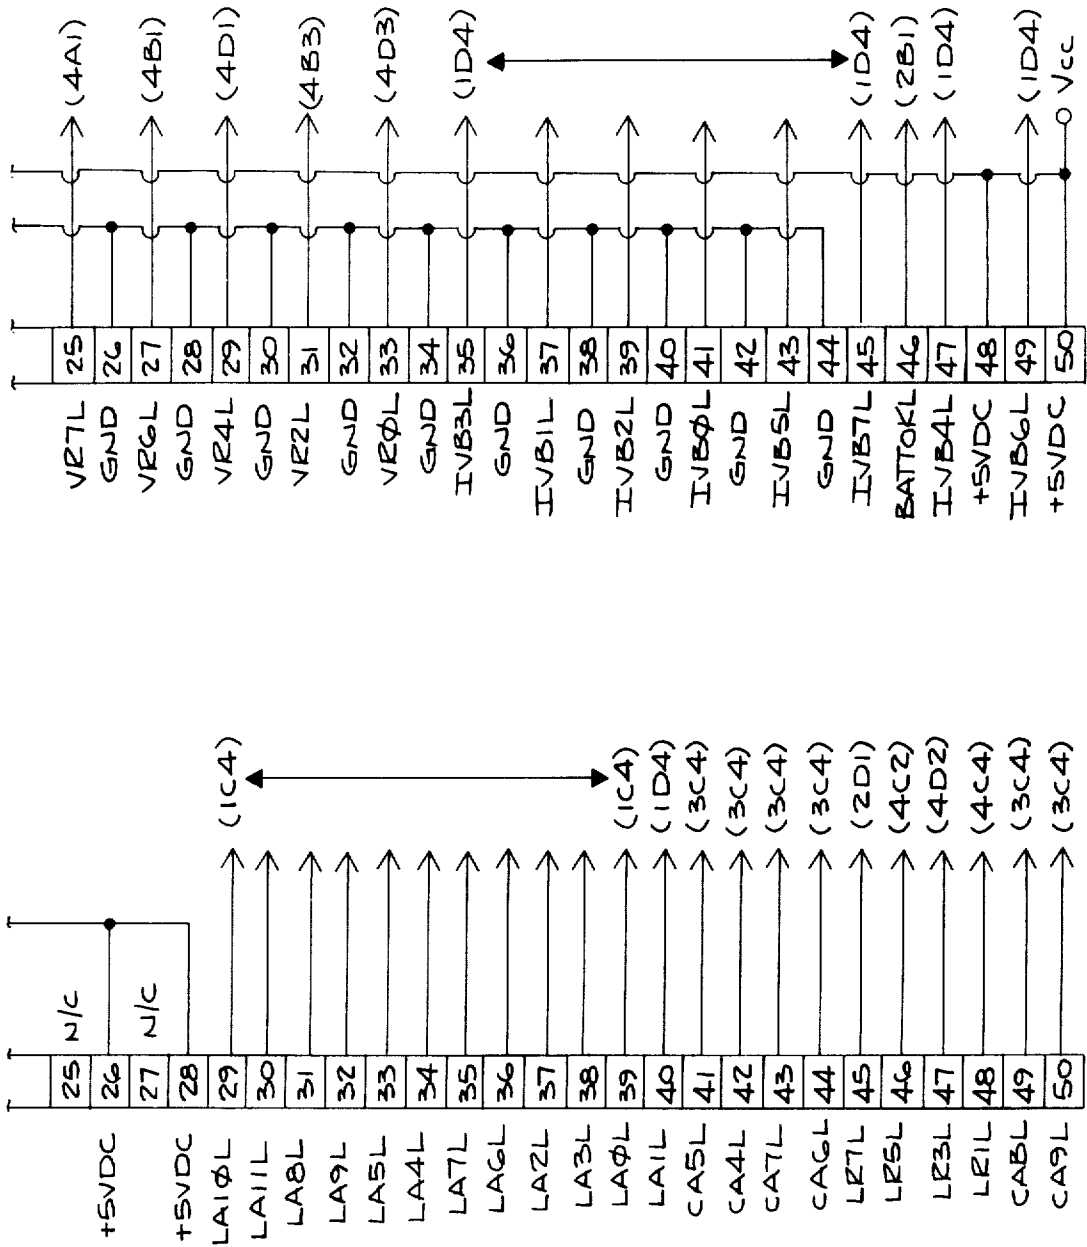 VR7L 25 (4A1)
GND 26
VR6L 27 (4B1)
GND 28
VR4L 29 (4D1)
GND 30
VR2L 31 (4B3)
GND 32
VRØL 33 (4D3)
GND 34
IVB3L 35 (1D4)
GND 36
IVB1L 37
GND 38
IVB2L 39
GND 40
IVBØL 41
GND 42
IVB5L 43
GND 44
IVB7L 45 (1D4)
BATTOKL 46 (2B1)
IVB4L 47 (1D4)
+5VDC 48
IVB6L 49 (1D4)
+5VDC 50 Vcc
25 N/C
+5VDC 26
27 N/C
+5VDC 28
LA1ØL 29 (1C4)
LA11L 30
LA8L 31
LA9L 32
LA5L 33
LA4L 34
LA7L 35
LA6L 36
LA2L 37
LA3L 38
LAØL 39 (1C4)
LA1L 40 (1D4)
CA5L 41 (3C4)
CA4L 42 (3C4)
CA7L 43 (3C4)
CA6L 44 (3C4)
LR7L 45 (2D1)
LR5L 46 (4C2)
LR3L 47 (4D2)
LR1L 48 (4C4)
CA8L 49 (3C4)
CA9L 50 (3C4)